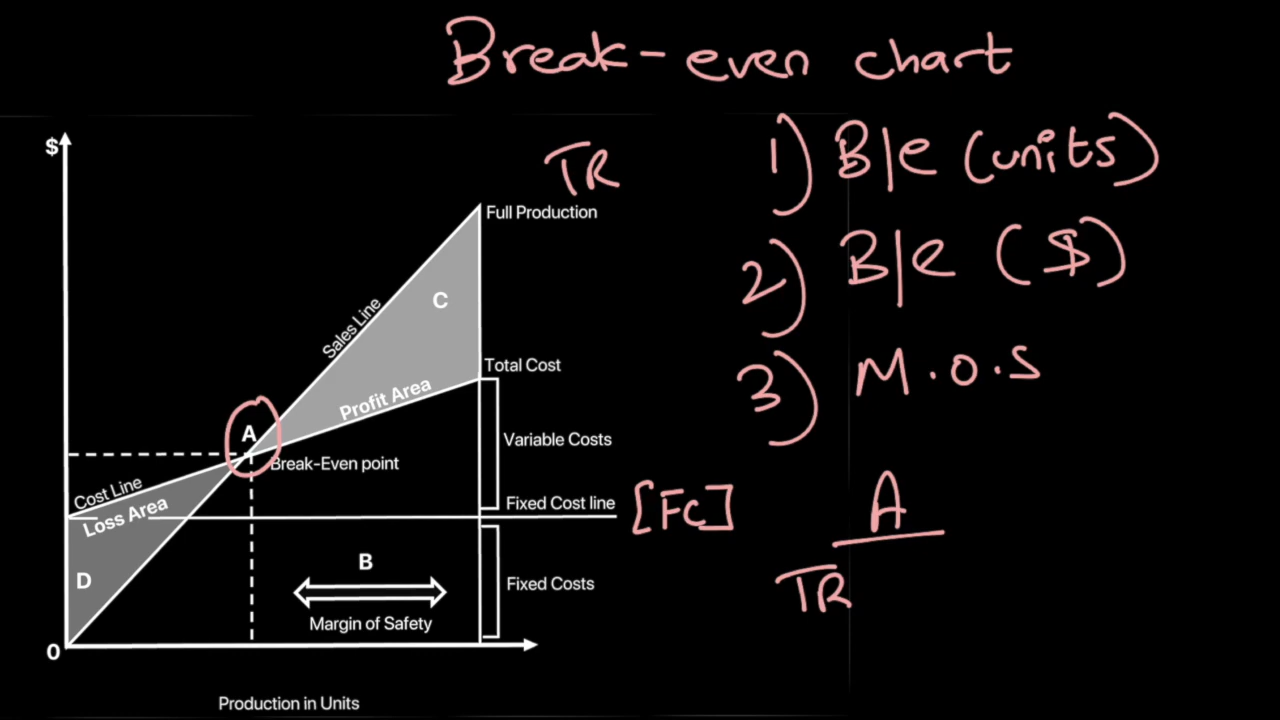 Break-even chart
$
TR
1) B/e (units)
Full Production
2) B/e ($)
C
Sales Line
Total Cost
3) M.O.S
Profit Area
A
Variable Costs
Break-Even point
Cost Line
Fixed Cost line [FC]
A
Loss Area
B
D
Fixed Costs
TR
Margin of Safety
0
Production in Units